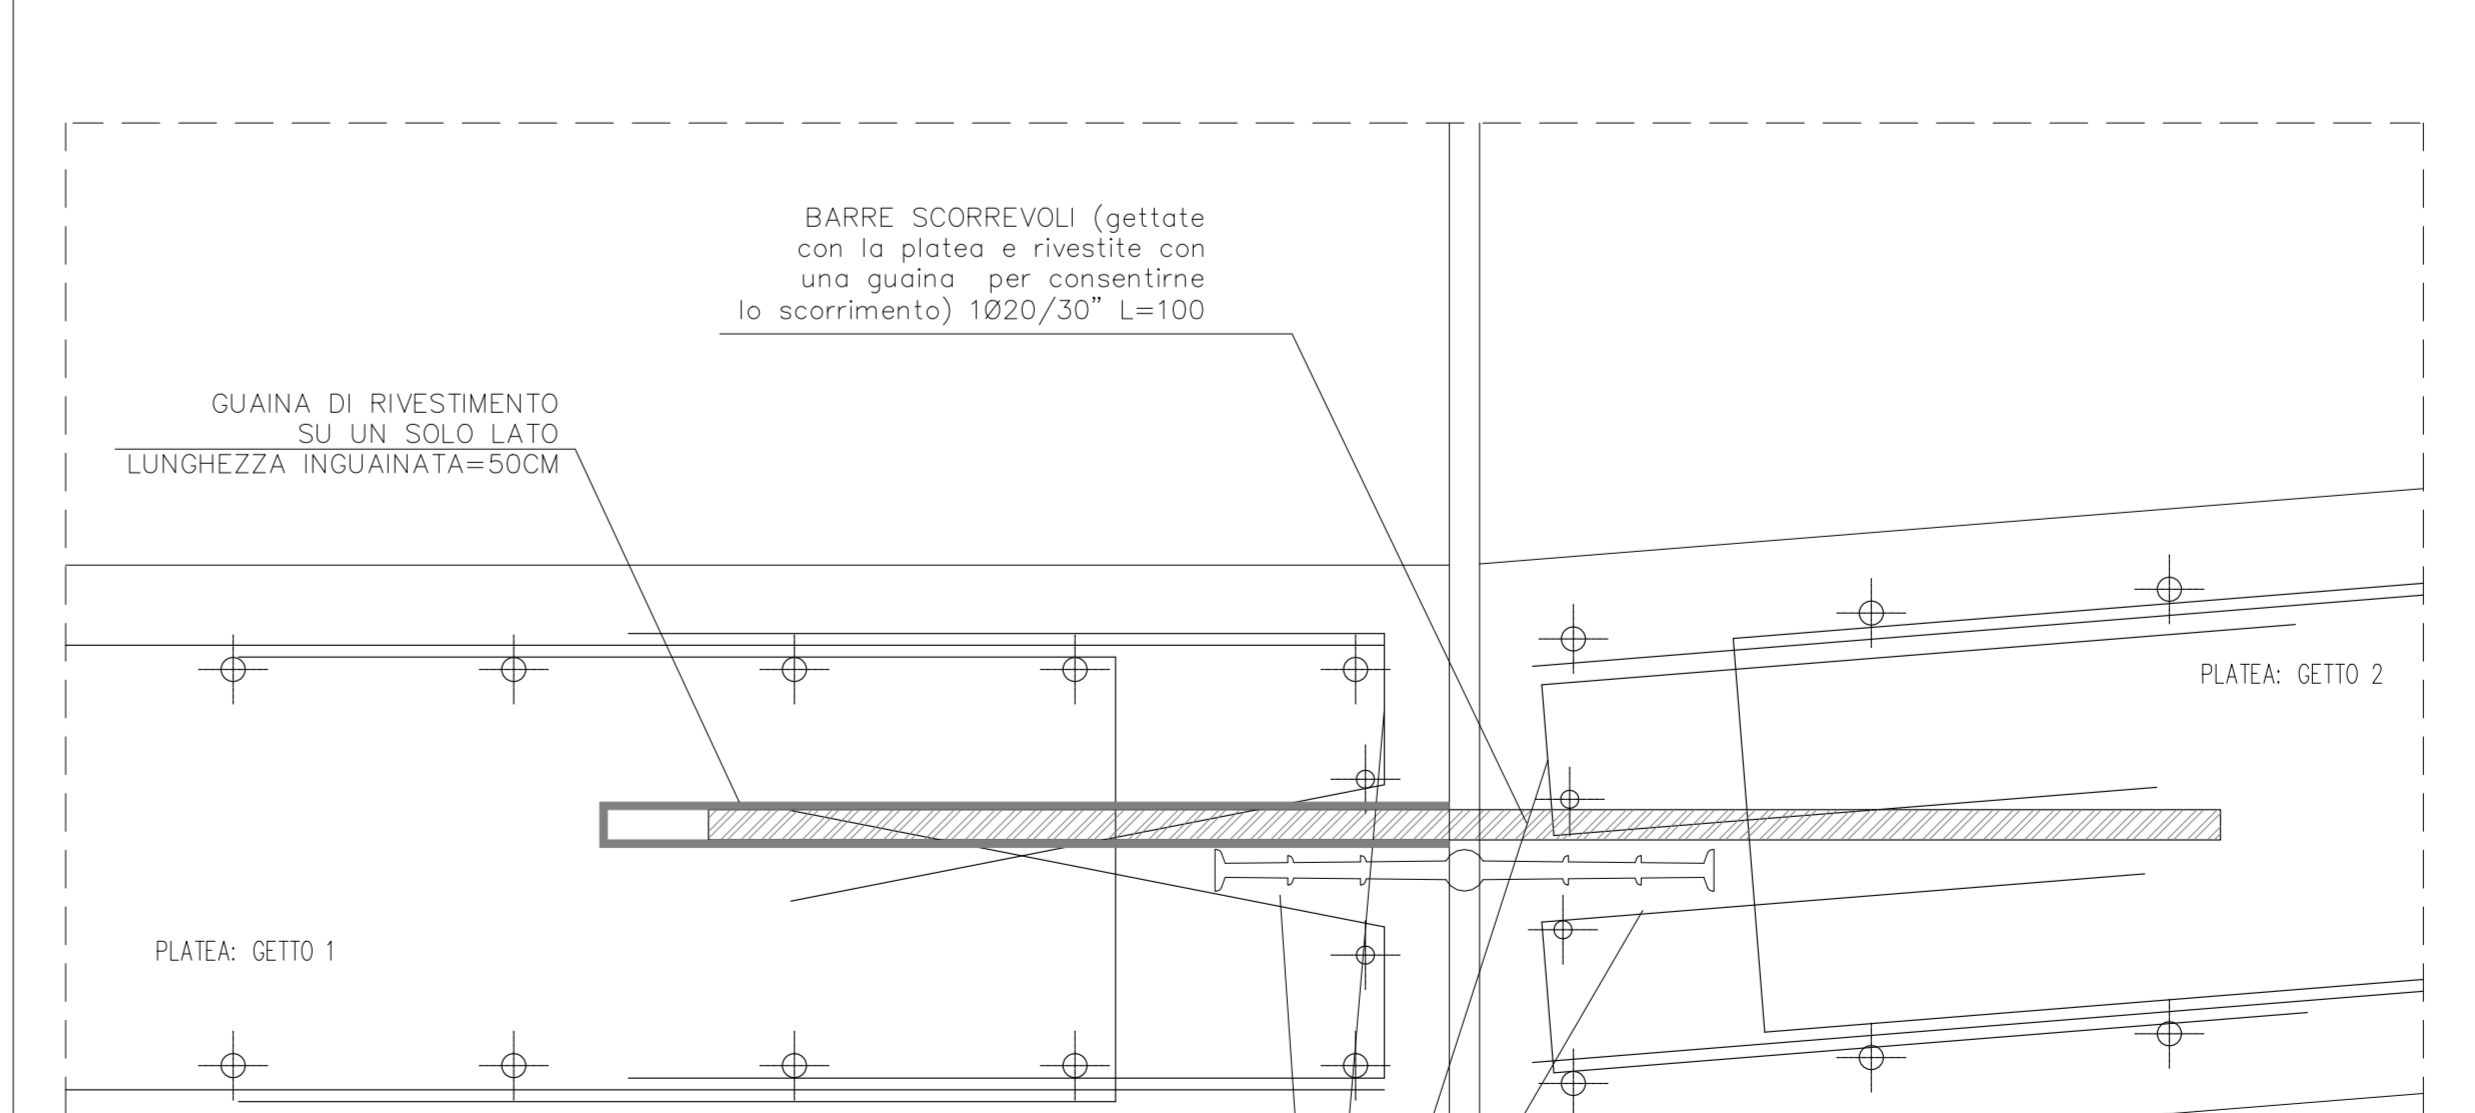 BARRE SCORREVOLI (gettate
con la platea e rivestite con
una guaina per consentirne
lo scorrimento) 1Ø20/30” L=100
GUAINA DI RIVESTIMENTO
SU UN SOLO LATO
LUNGHEZZA INGUAINATA=50CM
PLATEA: GETTO 2
PLATEA: GETTO 1